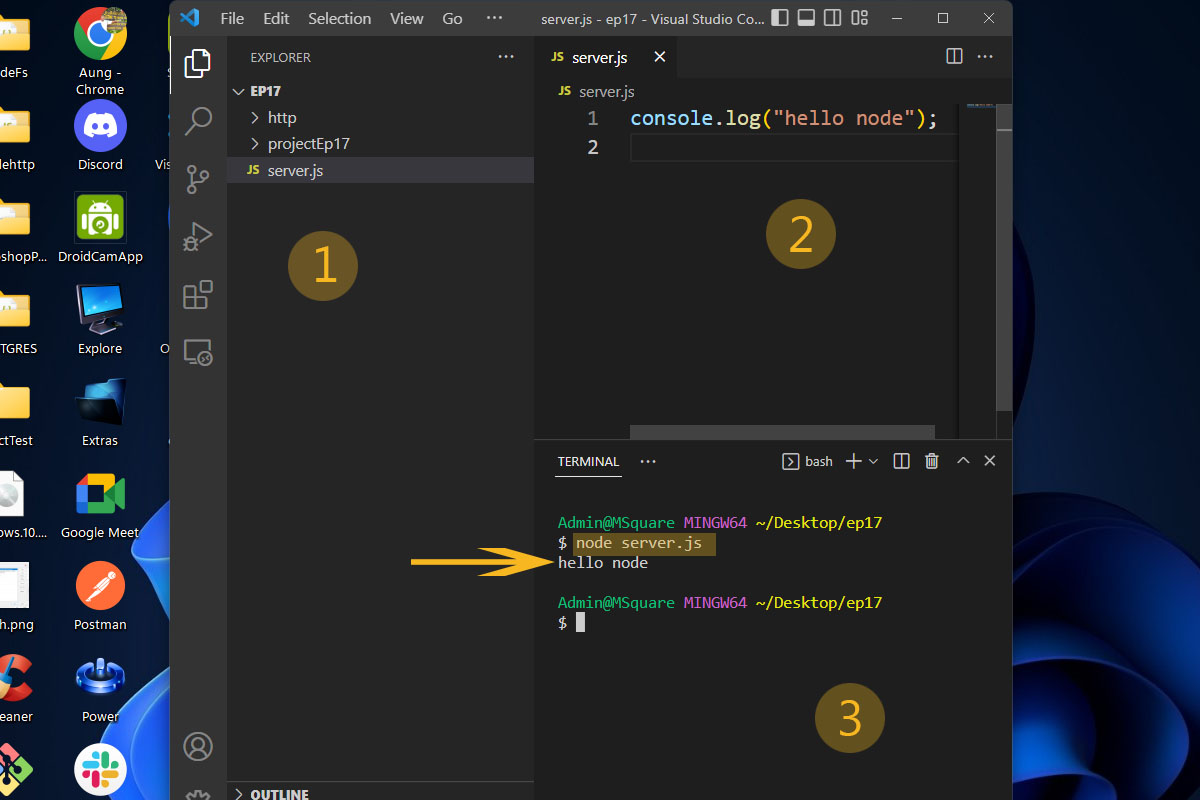 File Edit Selection View Go ··· server.js - ep17 - Visual Studio Co...
EXPLORER ···
EP17
http
projectEp17
JS server.js
OUTLINE
1
JS server.js
JS server.js
1 console.log("hello node");
2
2
TERMINAL ··· bash
Admin@MSquare MINGW64 ~/Desktop/ep17
$ node server.js
hello node
Admin@MSquare MINGW64 ~/Desktop/ep17
$
3
deFs
Aung -
Chrome
lehttp
Discord
Vis
oshopP...
DroidCamApp
TGRES
Explore
O
ctTest
Extras
ows.10....
Google Meet
h.png
Postman
eaner
Power